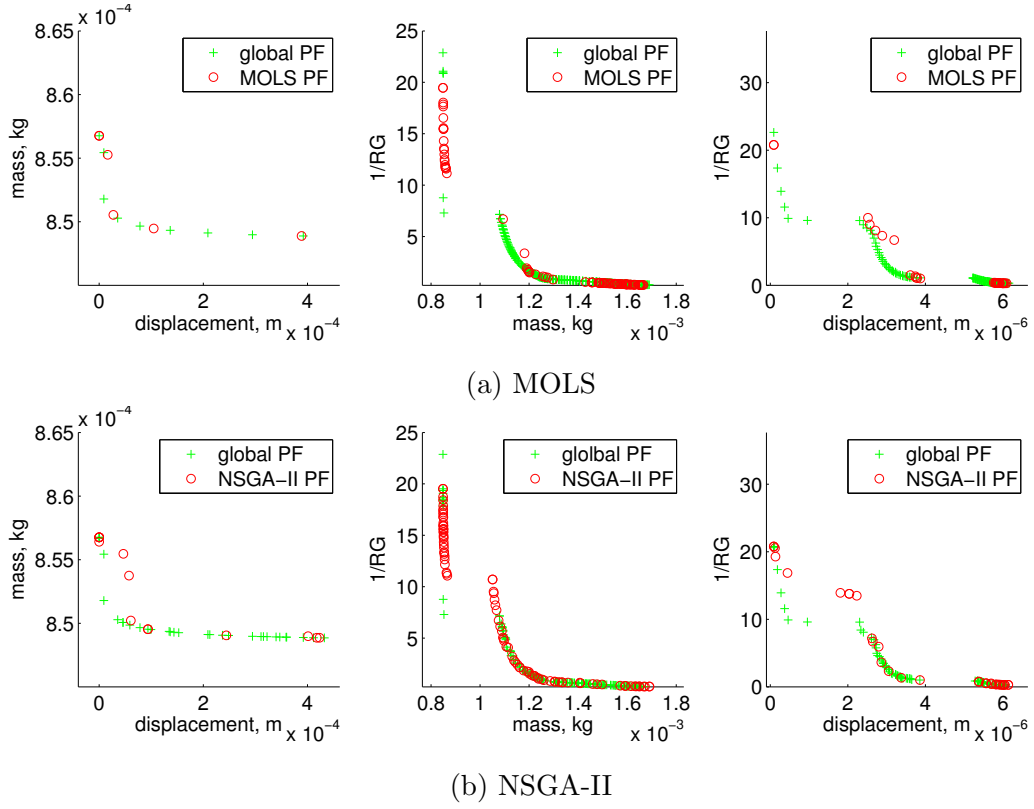 x 10⁻⁴
8.65
8.6
8.55
8.5
mass, kg
0
2
4
displacement, m
x 10⁻⁴
global PF
MOLS PF
25
20
15
10
5
1/RG
0.8
1
1.2
1.4
1.6
1.8
mass, kg
x 10⁻³
global PF
MOLS PF
30
20
10
0
1/RG
0
2
4
6
displacement, m
x 10⁻⁶
global PF
MOLS PF
(a) MOLS
x 10⁻⁴
8.65
8.6
8.55
8.5
mass, kg
0
2
4
displacement, m
x 10⁻⁴
global PF
NSGA-II PF
25
20
15
10
5
1/RG
0.8
1
1.2
1.4
1.6
1.8
mass, kg
x 10⁻³
glolbal PF
NSGA-II PF
30
20
10
0
1/RG
0
2
4
6
displacement, m
x 10⁻⁶
global PF
NSGA-II PF
(b) NSGA-II